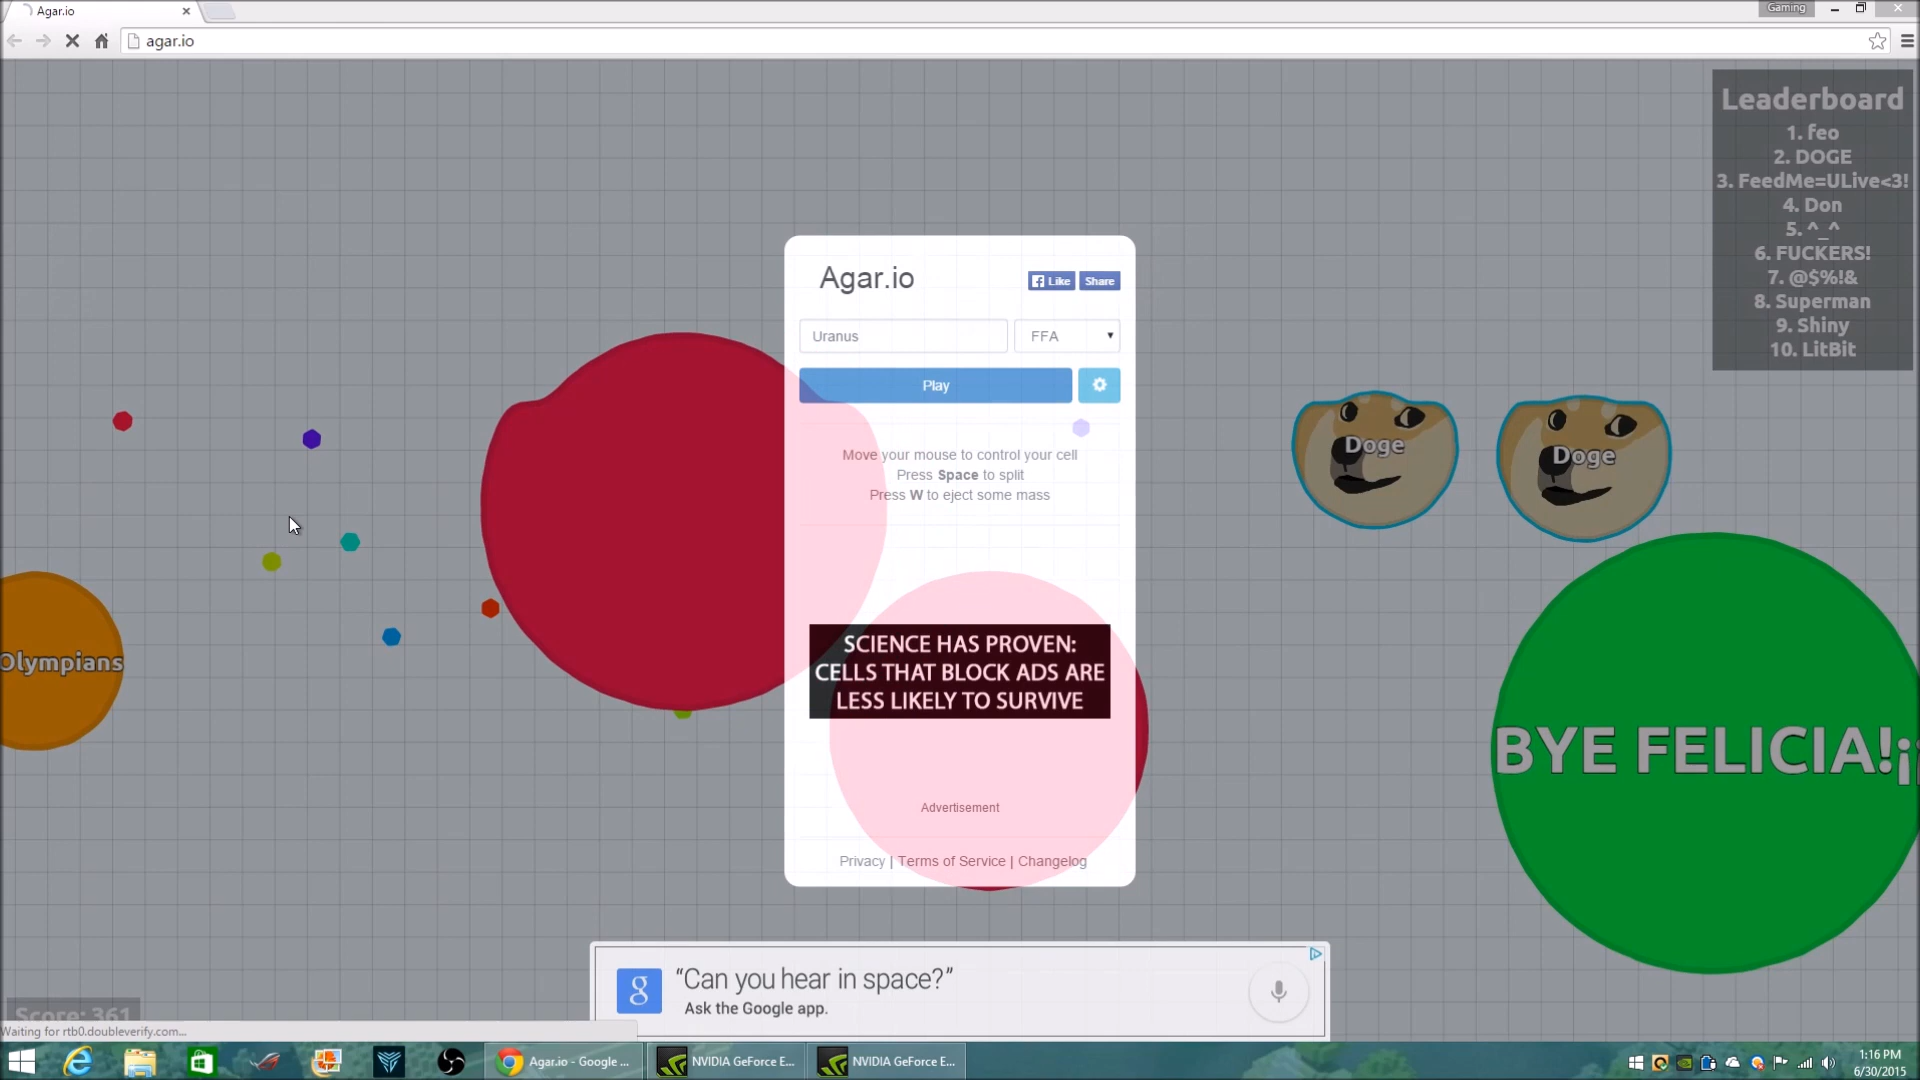 Agar.io
Gaming
agar.io
Leaderboard
1. feo
2. DOGE
3. FeedMe=ULive<3!
4. Don
5. ^_^
6. FUCKERS!
7. @$%!&
8. Superman
9. Shiny
10. LitBit
Agar.io
Like
Share
Uranus
FFA
Play
Move your mouse to control your cell
Press Space to split
Press W to eject some mass
Doge
Doge
Olympians
SCIENCE HAS PROVEN:
CELLS THAT BLOCK ADS ARE
LESS LIKELY TO SURVIVE
BYE FELICIA!¡¡
Advertisement
Privacy | Terms of Service | Changelog
“Can you hear in space?”
Ask the Google app.
Score: 361
Waiting for rtb0.doubleverify.com...
Agar.io - Google ...
NVIDIA GeForce E...
NVIDIA GeForce E...
1:16 PM
6/30/2015